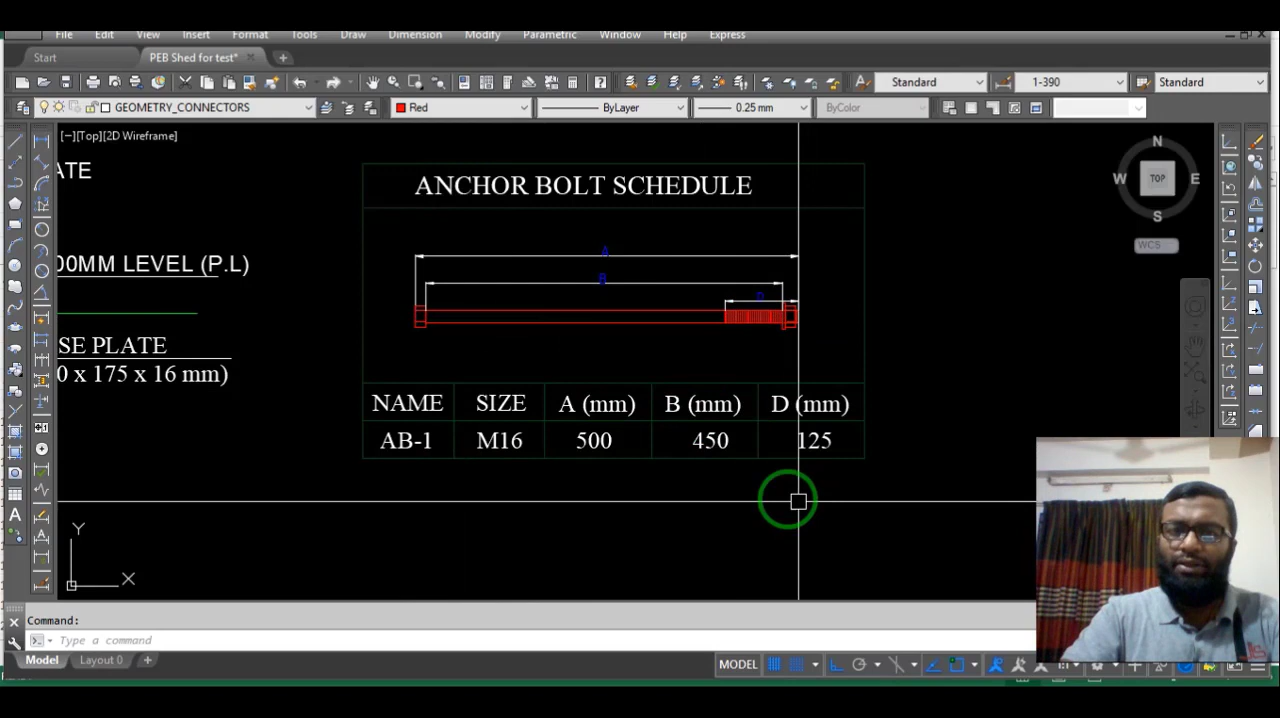 File Edit View Insert Format Tools Draw Dimension Modify Parametric Window Help Express
Start PEB Shed for test*
Standard 1-390 Standard
GEOMETRY_CONNECTORS Red ByLayer 0.25 mm ByColor
[−][Top][2D Wireframe]
N
W TOP E
S
WCS
ATE
00MM LEVEL (P.L)
SE PLATE
0 x 175 x 16 mm)
ANCHOR BOLT SCHEDULE
A
B
D
NAME SIZE A (mm) B (mm) D (mm)
AB-1 M16 500 450 125
Y
X
Command:
Type a command
Model Layout 0 MODEL 1:1